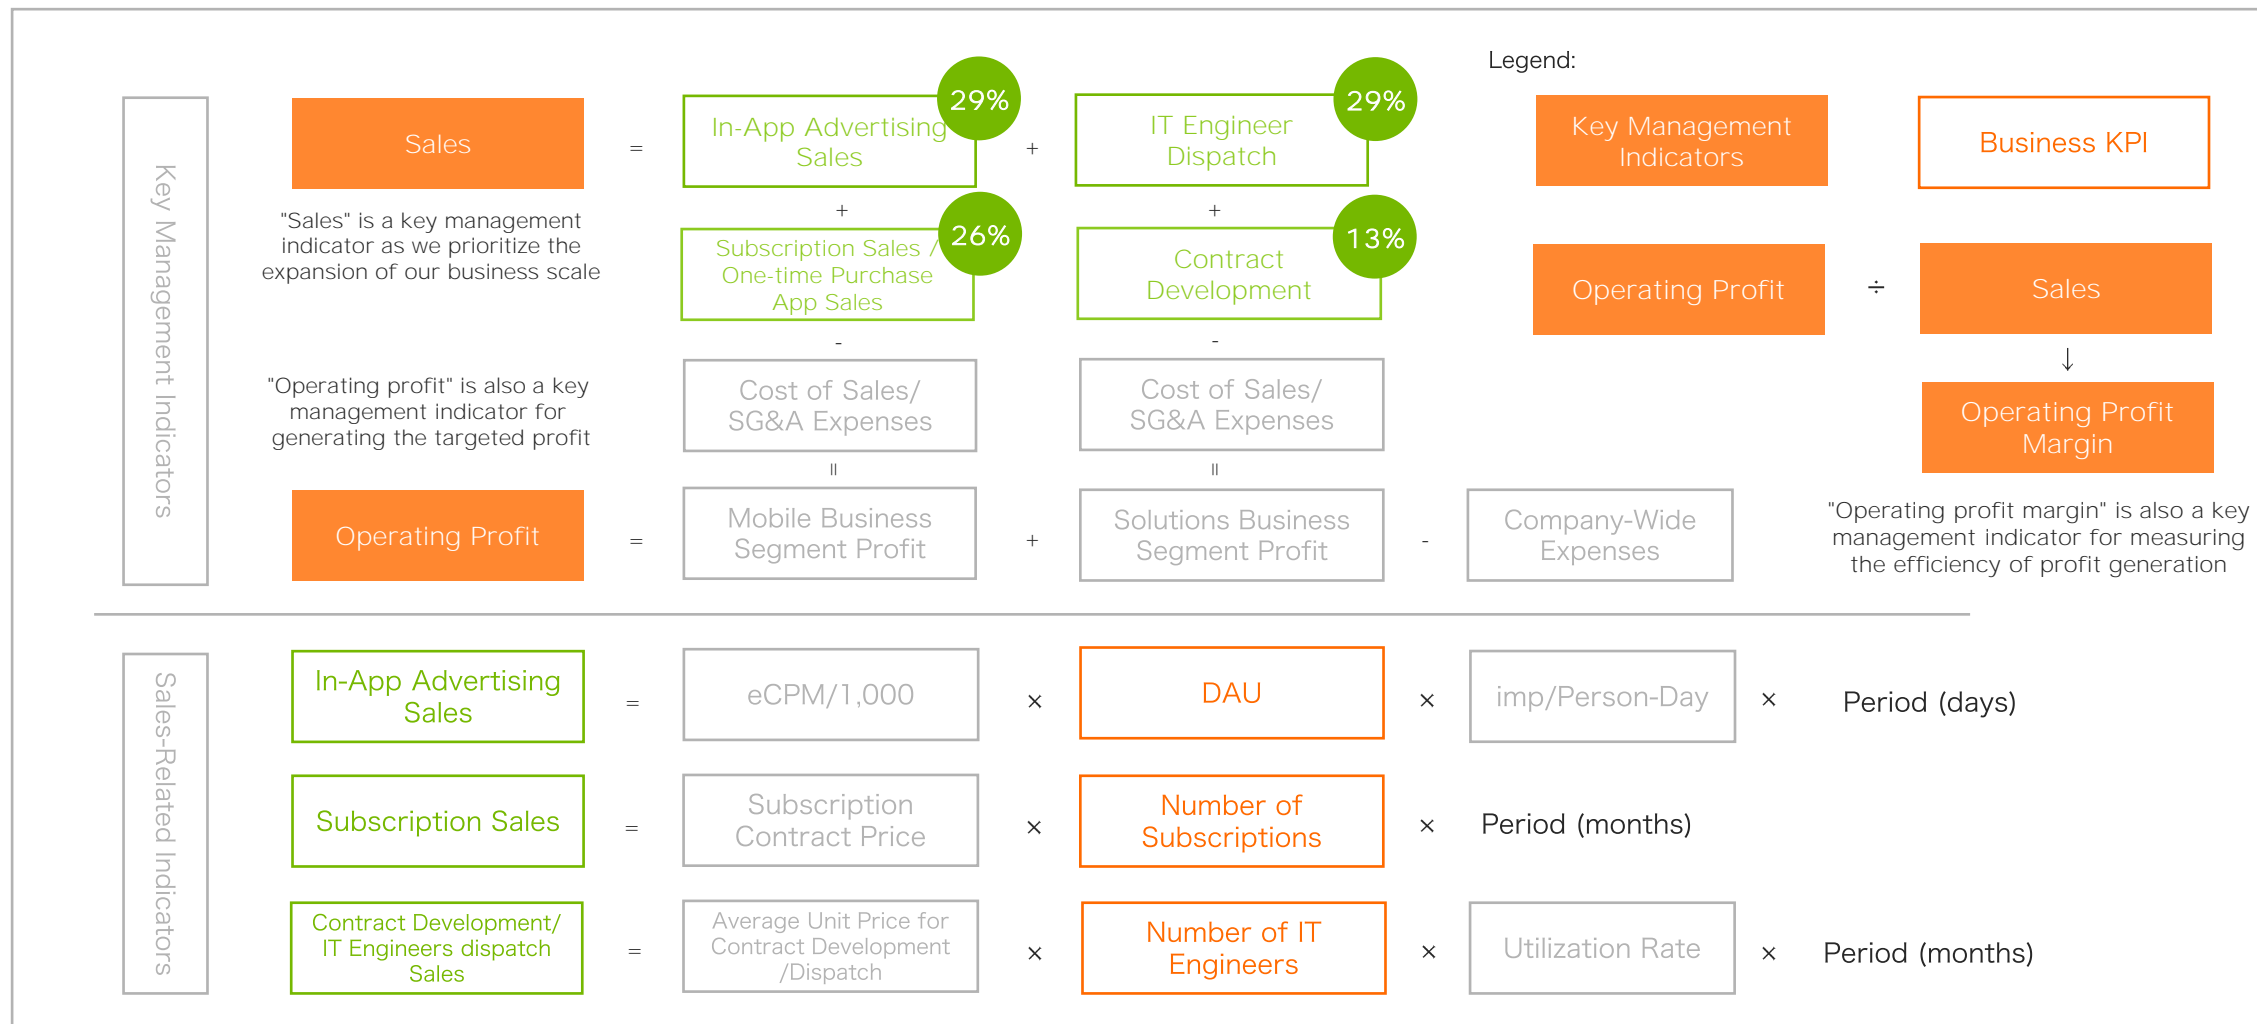 Legend:
Key Management Indicators
Sales
=
In-App Advertising
Sales
29%
+
IT Engineer
Dispatch
29%
Key Management
Indicators
Business KPI
"Sales" is a key management
indicator as we prioritize the
expansion of our business scale
+
+
Subscription Sales /
One-time Purchase
App Sales
26%
Contract
Development
13%
Operating Profit
÷
Sales
↓
Operating Profit
Margin
"Operating profit margin" is also a key
management indicator for measuring
the efficiency of profit generation
-
-
"Operating profit" is also a key
management indicator for
generating the targeted profit
Cost of Sales/
SG&A Expenses
Cost of Sales/
SG&A Expenses
=
=
Operating Profit
=
Mobile Business
Segment Profit
+
Solutions Business
Segment Profit
-
Company-Wide
Expenses
Sales-Related Indicators
In-App Advertising
Sales
=
eCPM/1,000
×
DAU
×
imp/Person-Day
×
Period (days)
Subscription Sales
=
Subscription
Contract Price
×
Number of
Subscriptions
×
Period (months)
Contract Development/
IT Engineers dispatch
Sales
=
Average Unit Price for
Contract Development
/Dispatch
×
Number of IT
Engineers
×
Utilization Rate
×
Period (months)